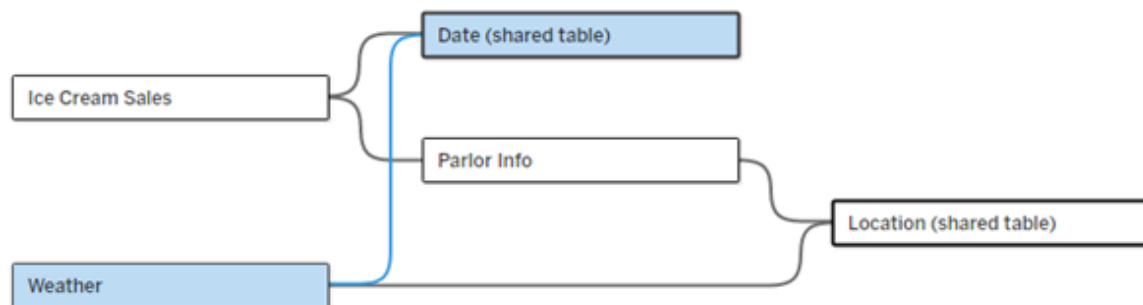 Date (shared table)
Ice Cream Sales
Parlor Info
Location (shared table)
Weather